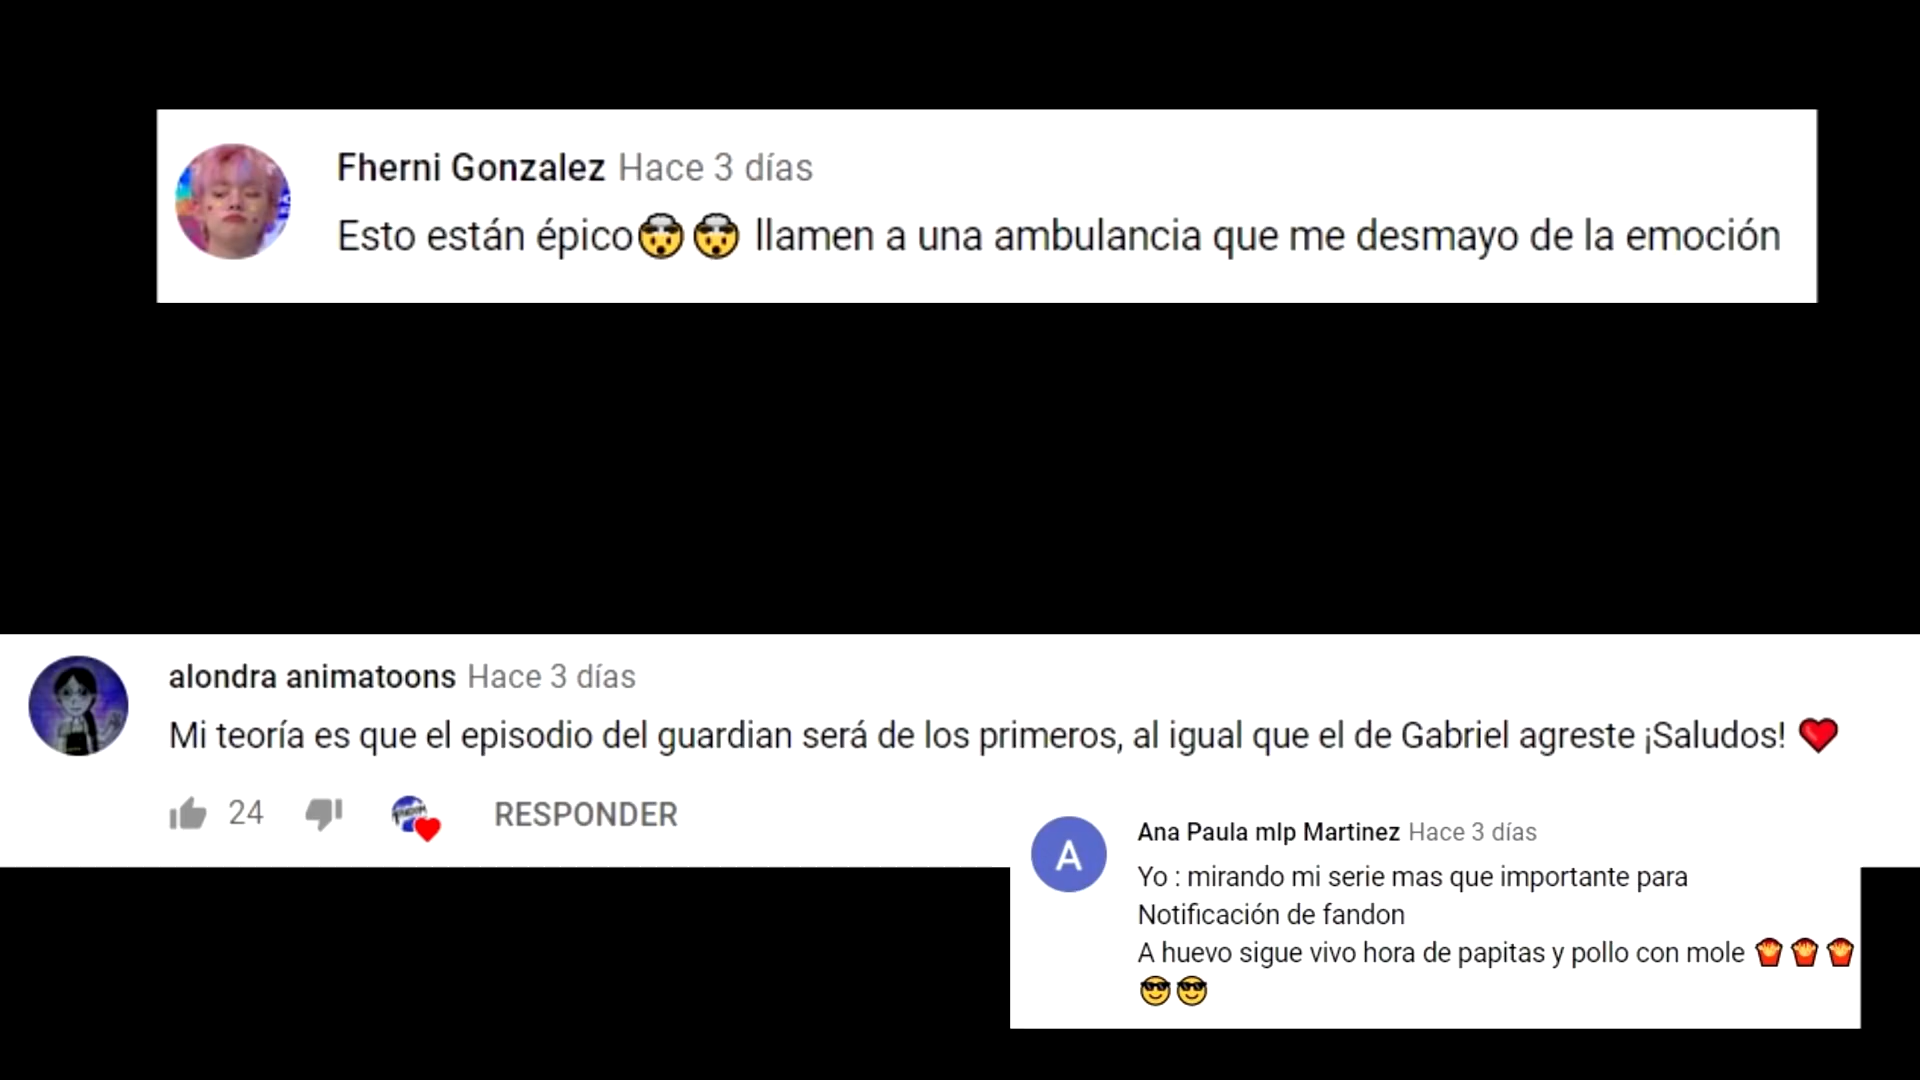 Fherni Gonzalez Hace 3 días
Esto están épico🤯🤯 llamen a una ambulancia que me desmayo de la emoción
alondra animatoons Hace 3 días
Mi teoría es que el episodio del guardian será de los primeros, al igual que el de Gabriel agreste ¡Saludos! ❤️
24 RESPONDER
A
Ana Paula mlp Martinez Hace 3 días
Yo : mirando mi serie mas que importante para
Notificación de fandon
A huevo sigue vivo hora de papitas y pollo con mole 🍟🍟🍟
😎😎